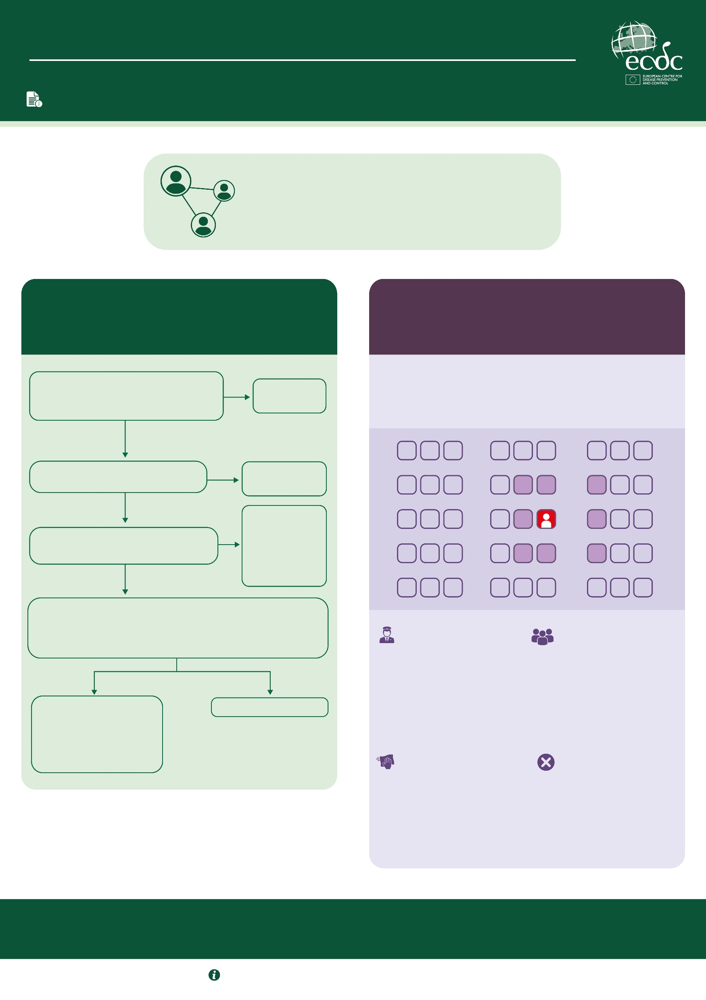 ecdc
EUROPEAN CENTRE FOR
DISEASE PREVENTION
AND CONTROL
i
i